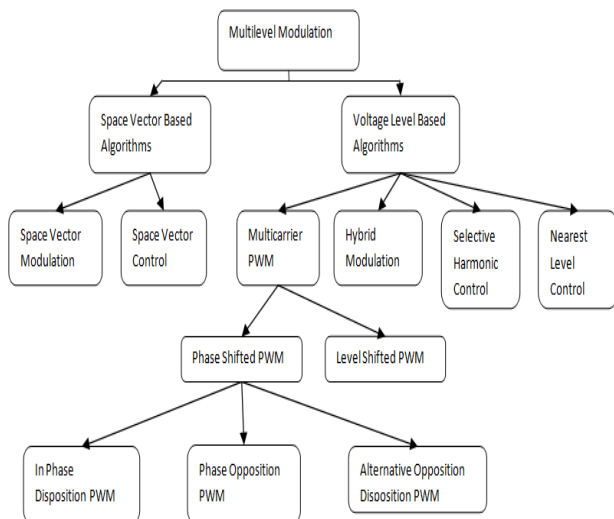 Multilevel Modulation
Space Vector Based
Algorithms
Voltage Level Based
Algorithms
Space Vector
Modulation
Space Vector
Control
Multicarrier
PWM
Hybrid
Modulation
Selective
Harmonic
Control
Nearest
Level
Control
Phase Shifted PWM
Level Shifted PWM
In Phase
Disposition PWM
Phase Opposition
PWM
Alternative Opposition
Disoosition PWM